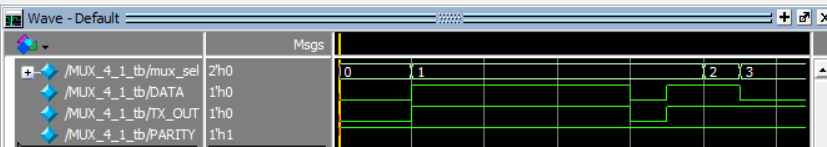 Wave - Default
Msgs
/MUX_4_1_tb/mux_sel 2'h0 0 1 2 3
/MUX_4_1_tb/DATA 1'h0
/MUX_4_1_tb/TX_OUT 1'h0
/MUX_4_1_tb/PARITY 1'h1